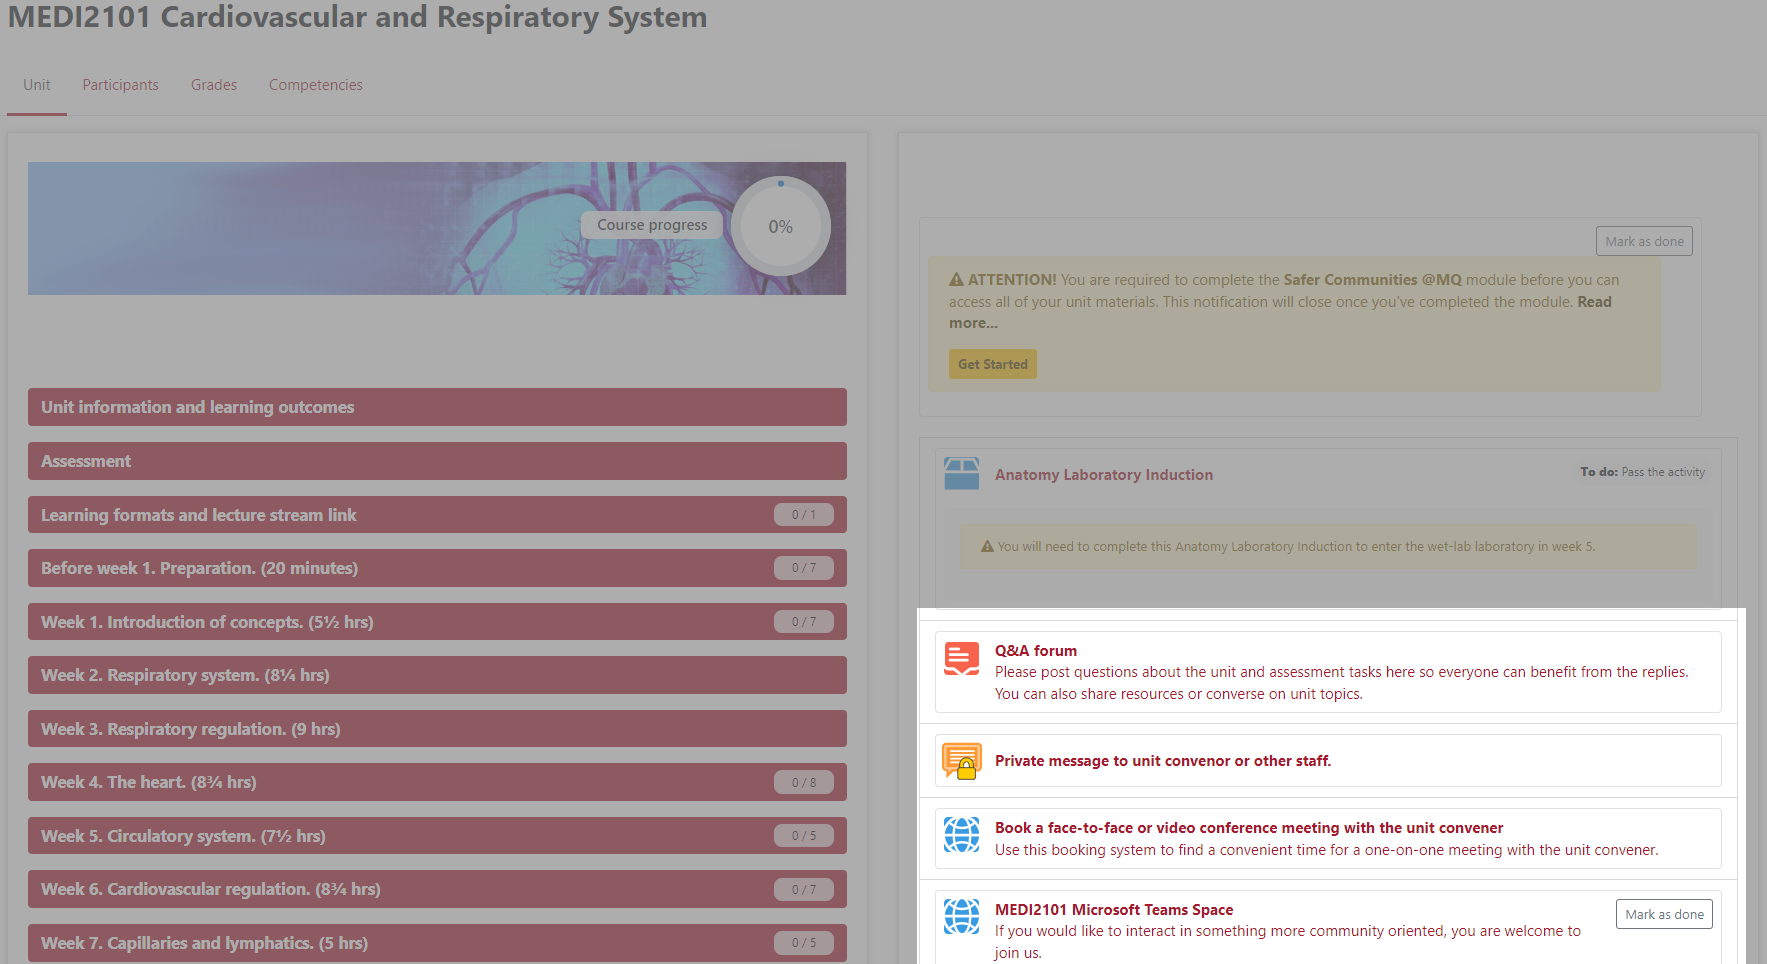 MEDI2101 Cardiovascular and Respiratory System
Unit
Participants
Grades
Competencies
Course progress
0%
Unit information and learning outcomes
Assessment
Learning formats and lecture stream link
0 / 1
Before week 1. Preparation. (20 minutes)
0 / 7
Week 1. Introduction of concepts. (5½ hrs)
0 / 7
Week 2. Respiratory system. (8¼ hrs)
Week 3. Respiratory regulation. (9 hrs)
Week 4. The heart. (8¾ hrs)
0 / 8
Week 5. Circulatory system. (7½ hrs)
0 / 5
Week 6. Cardiovascular regulation. (8¾ hrs)
0 / 7
Week 7. Capillaries and lymphatics. (5 hrs)
0 / 5
Mark as done
ATTENTION! You are required to complete the Safer Communities @MQ module before you can
access all of your unit materials. This notification will close once you've completed the module. Read
more...
Get Started
Anatomy Laboratory Induction
To do: Pass the activity
You will need to complete this Anatomy Laboratory Induction to enter the wet-lab laboratory in week 5.
Q&A forum
Please post questions about the unit and assessment tasks here so everyone can benefit from the replies.
You can also share resources or converse on unit topics.
Private message to unit convenor or other staff.
Book a face-to-face or video conference meeting with the unit convener
Use this booking system to find a convenient time for a one-on-one meeting with the unit convener.
MEDI2101 Microsoft Teams Space
Mark as done
If you would like to interact in something more community oriented, you are welcome to
join us.